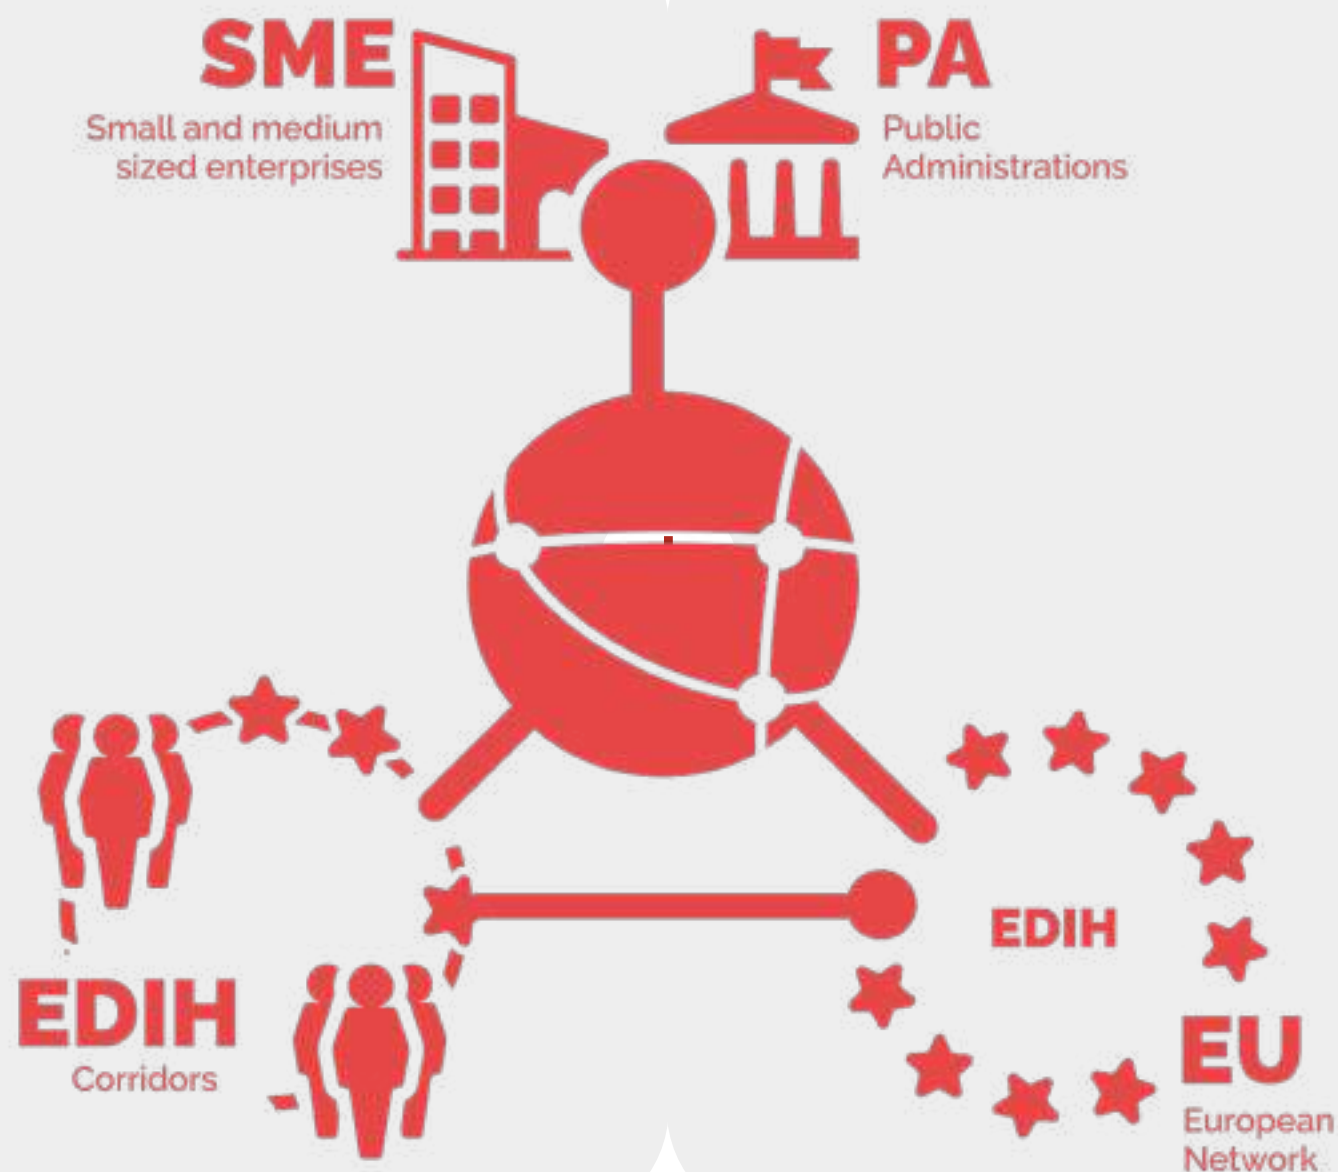 SME
Small and medium
sized enterprises
PA
Public
Administrations
EDIH
EDIH
Corridors
EU
European
Network